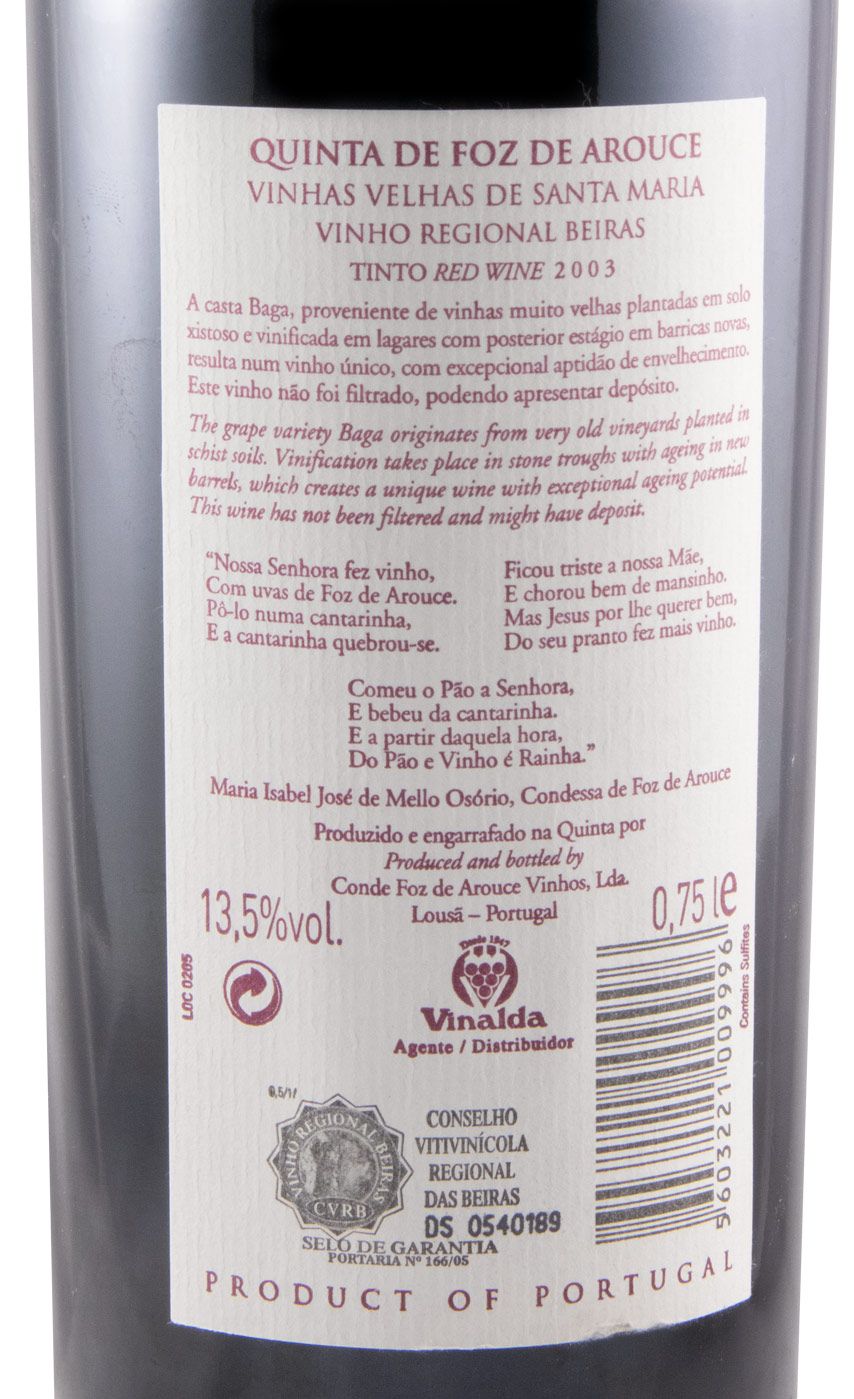 QUINTA DE FOZ DE AROUCE
VINHAS VELHAS DE SANTA MARIA
VINHO REGIONAL BEIRAS
TINTO RED WINE 2003
A casta Baga, proveniente de vinhas muito velhas plantadas em solo
xistoso e vinificada em lagares com posterior estágio em barricas novas,
resulta num vinho único, com excepcional aptidão de envelhecimento.
Este vinho não foi filtrado, podendo apresentar depósito.
The grape variety Baga originates from very old vineyards planted in
schist soils. Vinification takes place in stone troughs with ageing in new
barrels, which creates a unique wine with exceptional ageing potential.
This wine has not been filtered and might have deposit.
“Nossa Senhora fez vinho,
Com uvas de Foz de Arouce.
Pô-lo numa cantarinha,
E a cantarinha quebrou-se.
Ficou triste a nossa Mãe,
E chorou bem de mansinho.
Mas Jesus por lhe querer bem,
Do seu pranto fez mais vinho.
Comeu o Pão a Senhora,
E bebeu da cantarinha.
E a partir daquela hora,
Do Pão e Vinho é Rainha.”
Maria Isabel José de Mello Osório, Condessa de Foz de Arouce
Produzido e engarrafado na Quinta por
Produced and bottled by
Conde Foz de Arouce Vinhos, Lda.
Lousã – Portugal
13,5%vol.
0,75 le
LOC 0205
Desde 1947
Vinalda
Agente / Distribuidor
Contains Sulfites
5603221009996
0,5/1l
VINHO REGIONAL BEIRAS
CVRB
CONSELHO
VITIVINÍCOLA
REGIONAL
DAS BEIRAS
DS 0540189
SELO DE GARANTIA
PORTARIA Nº 166/05
PRODUCT OF PORTUGAL